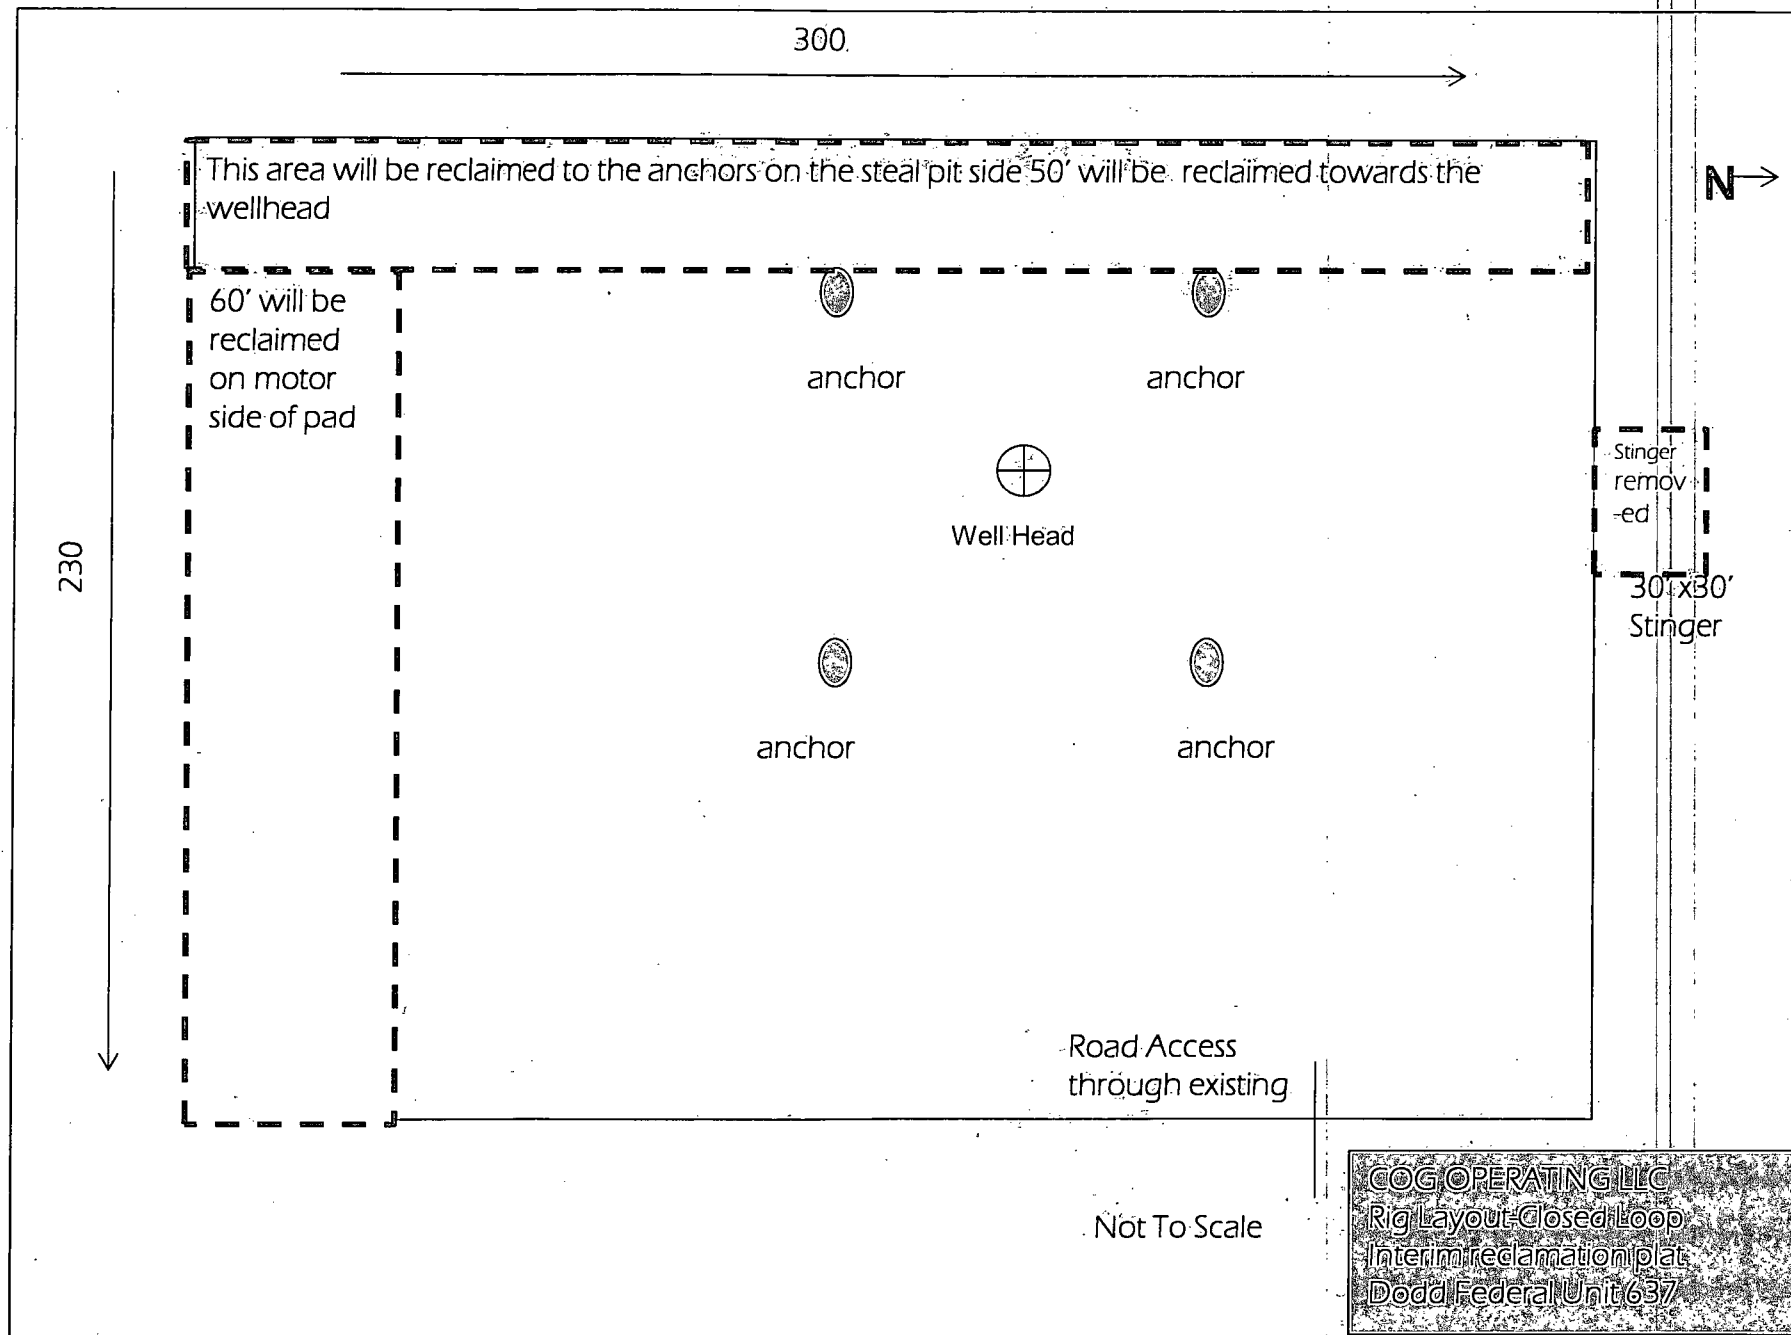 300
This area will be reclaimed to the anchors on the steal pit side 50' will be reclaimed towards the
wellhead
N
60' will be
reclaimed
on motor
side of pad
anchor
anchor
Stinger
remov
-ed
Well Head
30' x30'
Stinger
230
anchor
anchor
Road Access
through existing
Not To Scale
COG OPERATING LLC
Rig Layout-Closed Loop
Interim reclamation plat
Dodd Federal Unit 637